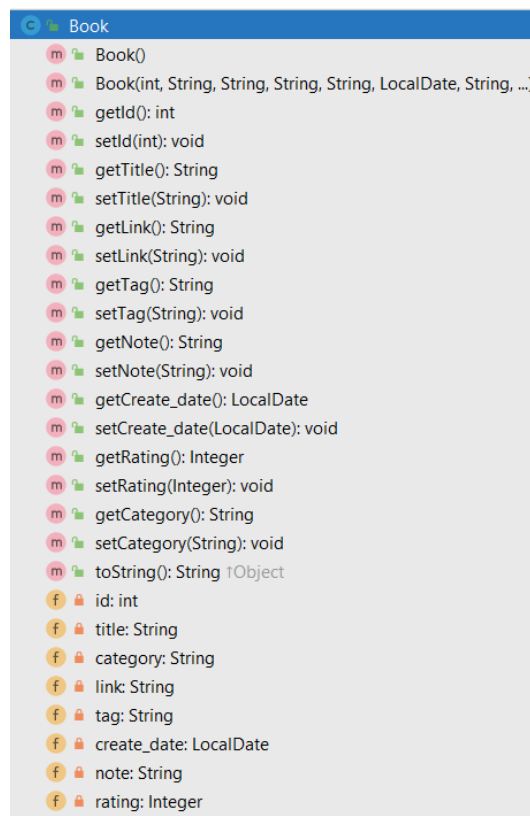 Book
Book()
Book(int, String, String, String, String, LocalDate, String, ...)
getId(): int
setId(int): void
getTitle(): String
setTitle(String): void
getLink(): String
setLink(String): void
getTag(): String
setTag(String): void
getNote(): String
setNote(String): void
getCreate_date(): LocalDate
setCreate_date(LocalDate): void
getRating(): Integer
setRating(Integer): void
getCategory(): String
setCategory(String): void
toString(): String ↑Object
id: int
title: String
category: String
link: String
tag: String
create_date: LocalDate
note: String
rating: Integer